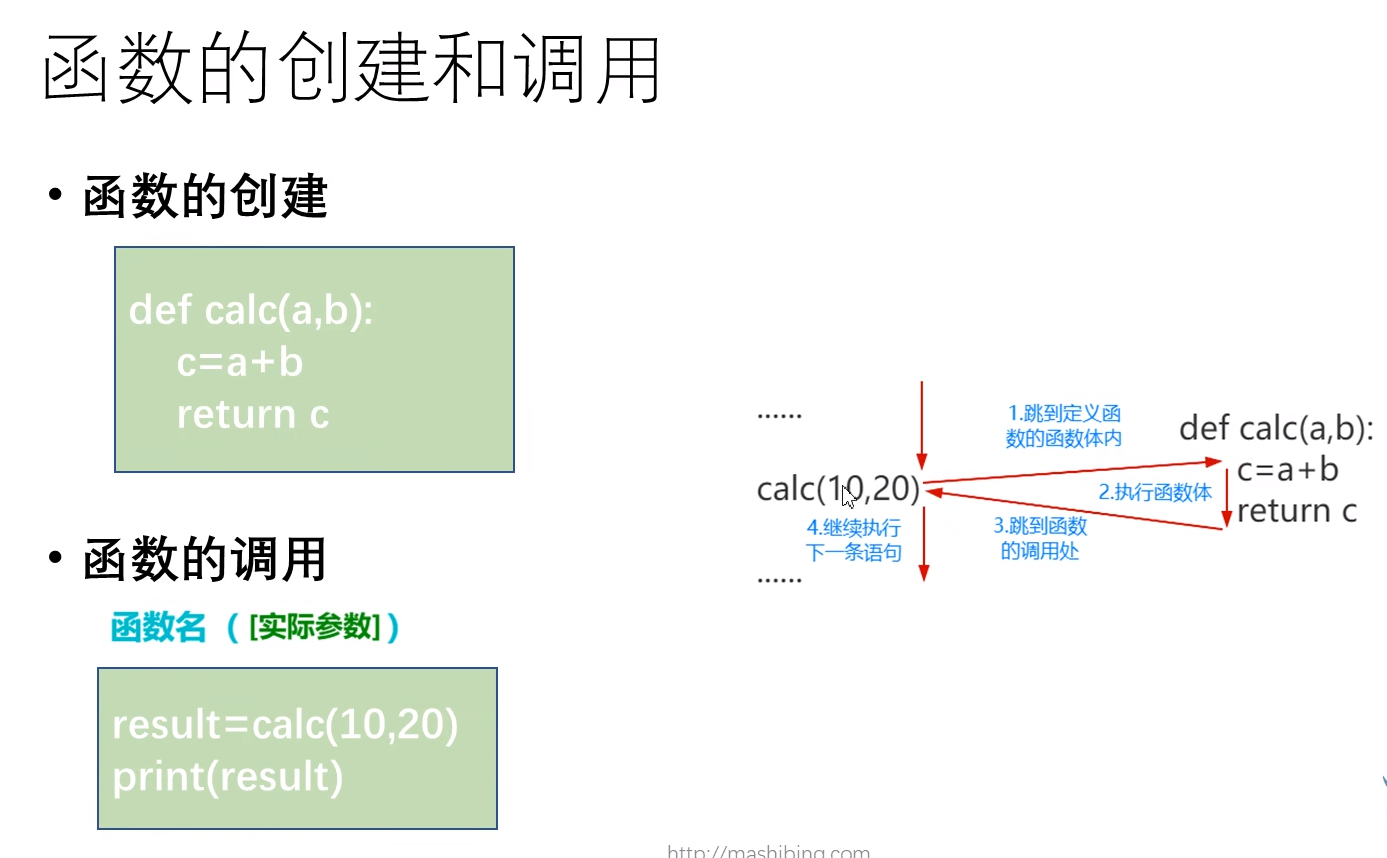 函数的创建和调用
• 函数的创建
def calc(a,b):
c=a+b
return c
• 函数的调用
函数名（[实际参数]）
result=calc(10,20)
print(result)
······
calc(10,20)
4.继续执行
下一条语句
······
1.跳到定义函
数的函数体内
2.执行函数体
3.跳到函数
的调用处
def calc(a,b):
c=a+b
return c
http://mashibing.com